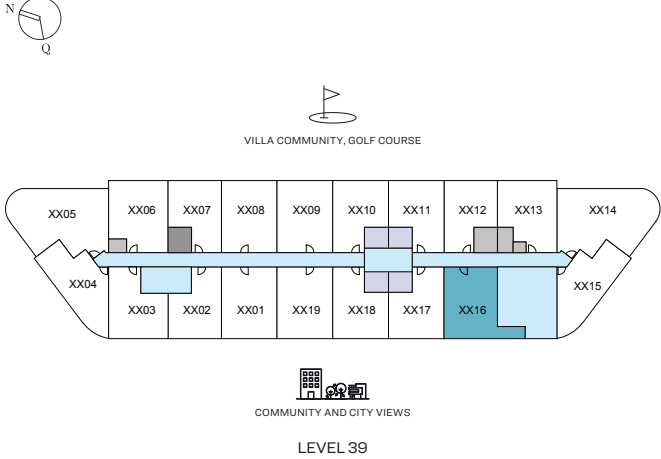 N
Q
VILLA COMMUNITY, GOLF COURSE
XX05 XX06 XX07 XX08 XX09 XX10 XX11 XX12 XX13 XX14
XX04 XX03 XX02 XX01 XX19 XX18 XX17 XX16 XX15
COMMUNITY AND CITY VIEWS
LEVEL 39